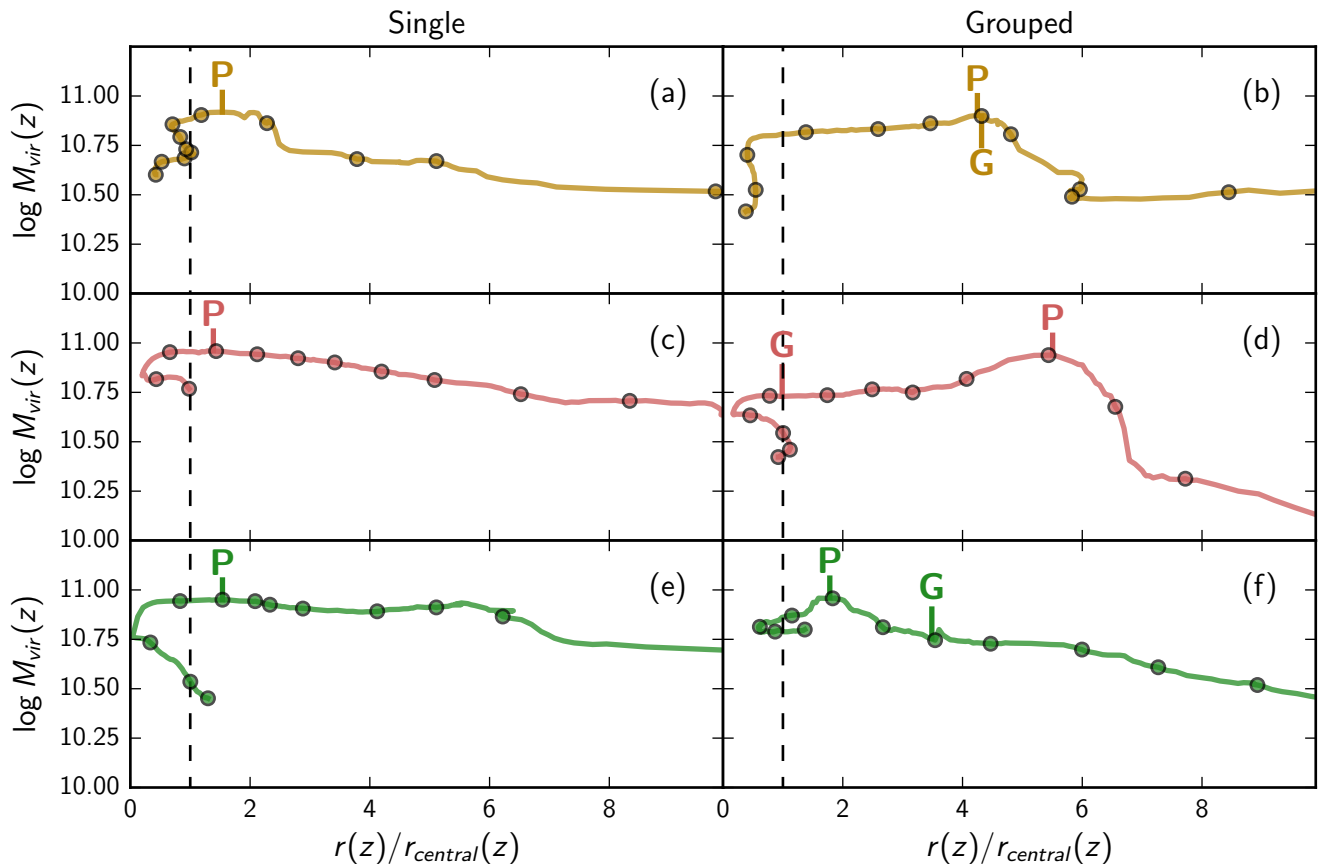 Single Grouped
P P
11.00 (a) (b)
10.75 G
10.50
10.25
10.00
log M_vir(z)
P G P
11.00 (c) (d)
10.75
10.50
10.25
10.00
log M_vir(z)
P P G
11.00 (e) (f)
10.75
10.50
10.25
10.00
log M_vir(z)
0 2 4 6 8 2 4 6 8
r(z)/r_central(z) r(z)/r_central(z)